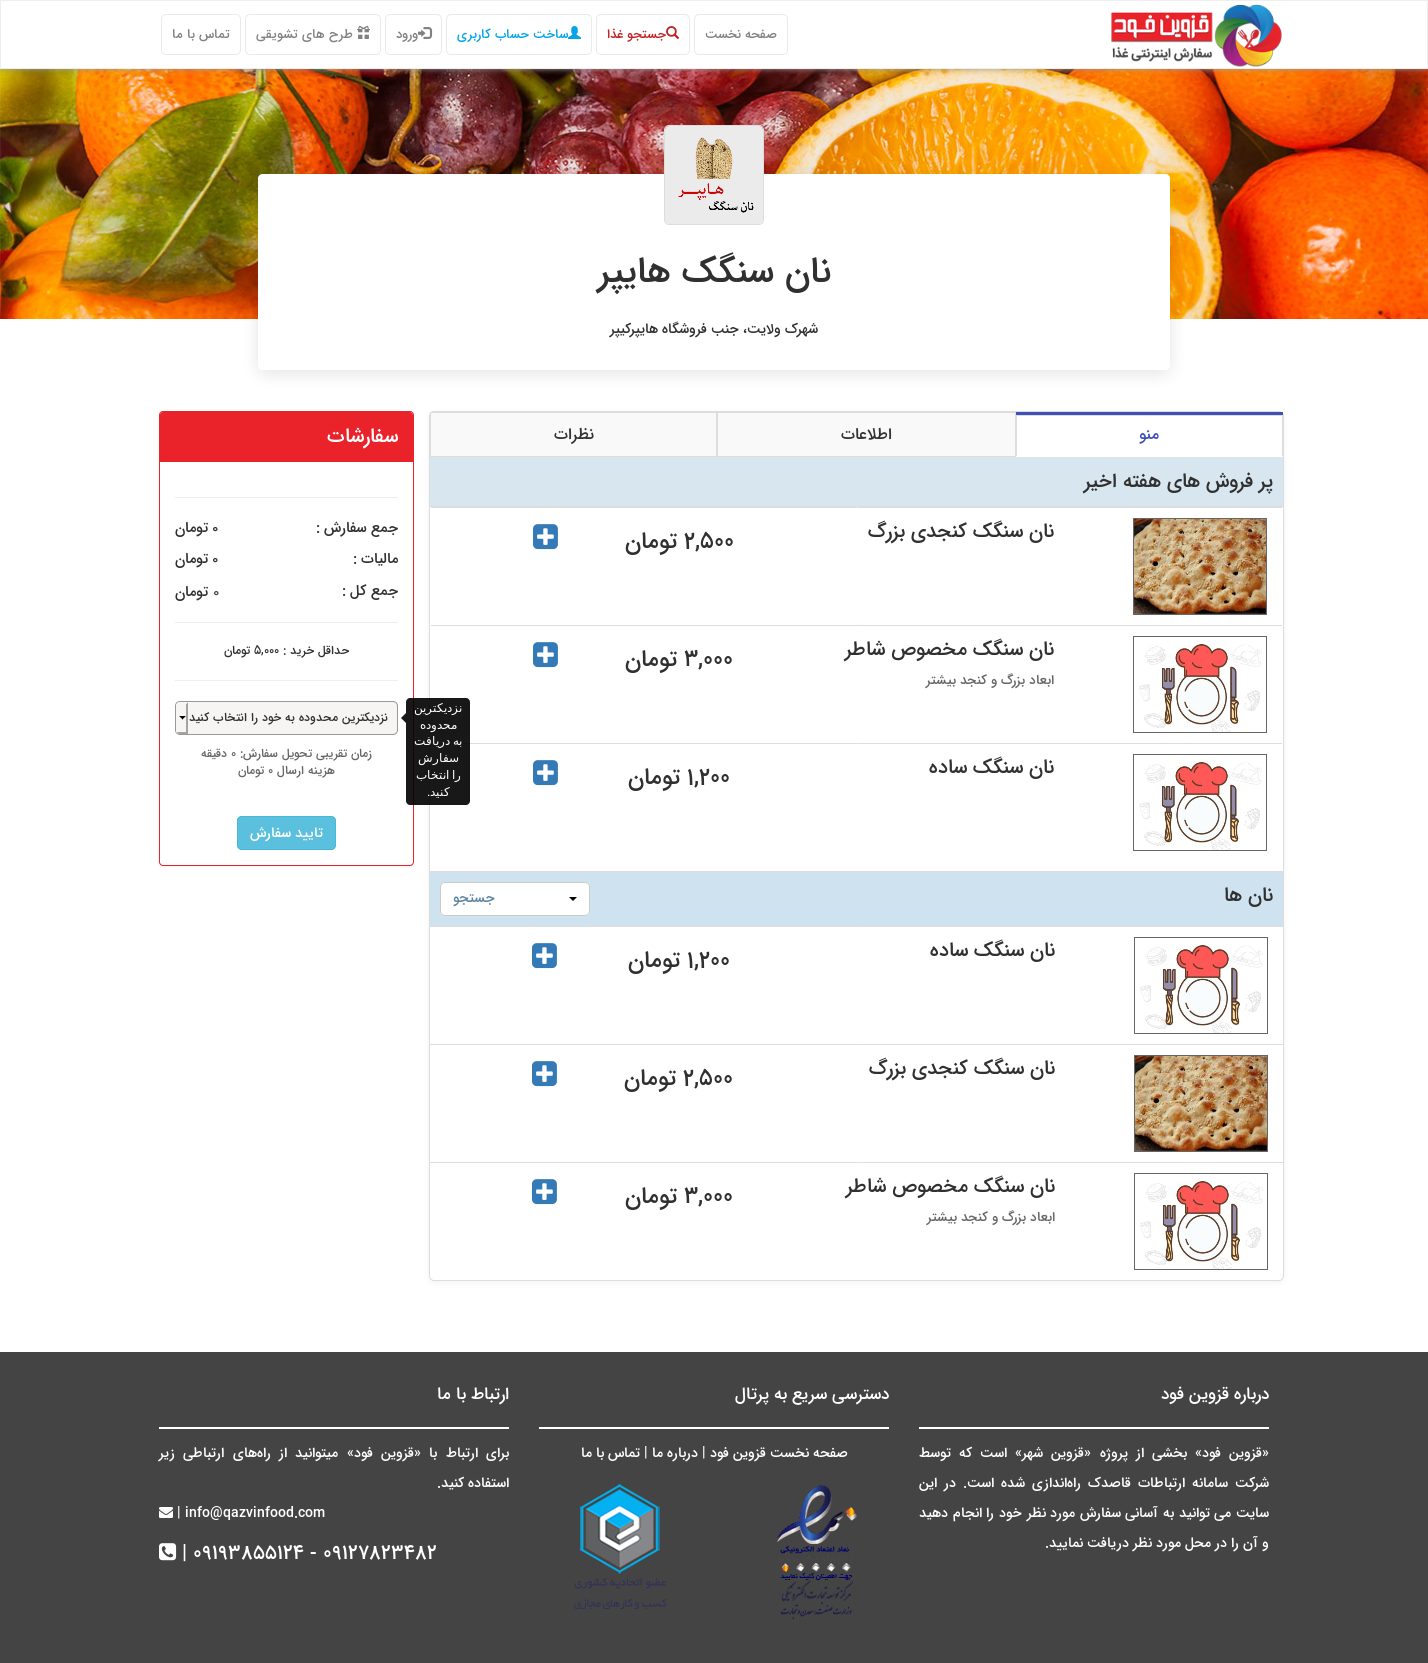 قزوین فود
سفارش اینترنتی غذا
صفحه نخست
جستجو غذا
ساخت حساب کاربری
ورود
طرح های تشویقی
تماس با ما
هایپر
نان سنگک
نان سنگک هایپر
شهرک ولایت، جنب فروشگاه هایپرکیپر
منو
اطلاعات
نظرات
پر فروش های هفته اخیر
نان سنگک کنجدی بزرگ
۲,۵۰۰ تومان
نان سنگک مخصوص شاطر
ابعاد بزرگ و کنجد بیشتر
۳,۰۰۰ تومان
نان سنگک ساده
۱,۲۰۰ تومان
نان ها
جستجو
نان سنگک ساده
۱,۲۰۰ تومان
نان سنگک کنجدی بزرگ
۲,۵۰۰ تومان
نان سنگک مخصوص شاطر
ابعاد بزرگ و کنجد بیشتر
۳,۰۰۰ تومان
سفارشات
جمع سفارش : ۰ تومان
مالیات : ۰ تومان
جمع کل : ۰ تومان
حداقل خرید : ۵,۰۰۰ تومان
نزدیکترین محدوده به خود را انتخاب کنید
زمان تقریبی تحویل سفارش: ۰ دقیقه
هزینه ارسال ۰ تومان
تایید سفارش
نزدیکترین
محدوده
به دریافت
سفارش
را انتخاب
کنید.
درباره قزوین فود
«قزوین فود» بخشی از پروژه «قزوین شهر» است که توسط
شرکت سامانه ارتباطات قاصدک راه‌اندازی شده است. در این
سایت می توانید به آسانی سفارش مورد نظر خود را انجام دهید
و آن را در محل مورد نظر دریافت نمایید.
دسترسی سریع به پرتال
صفحه نخست قزوین فود | درباره ما | تماس با ما
نماد اعتماد الکترونیکی
جهت اطمینان کلیک نمایید
مرکز توسعه تجارت الکترونیکی
وزارت صنعت، معدن و تجارت
عضو اتحادیه کشوری
کسب و کارهای مجازی
ارتباط با ما
برای ارتباط با «قزوین فود» میتوانید از راه‌های ارتباطی زیر
استفاده کنید.
| info@qazvinfood.com
| ۰۹۱۹۳۸۵۵۱۲۴ - ۰۹۱۲۷۸۲۳۴۸۲